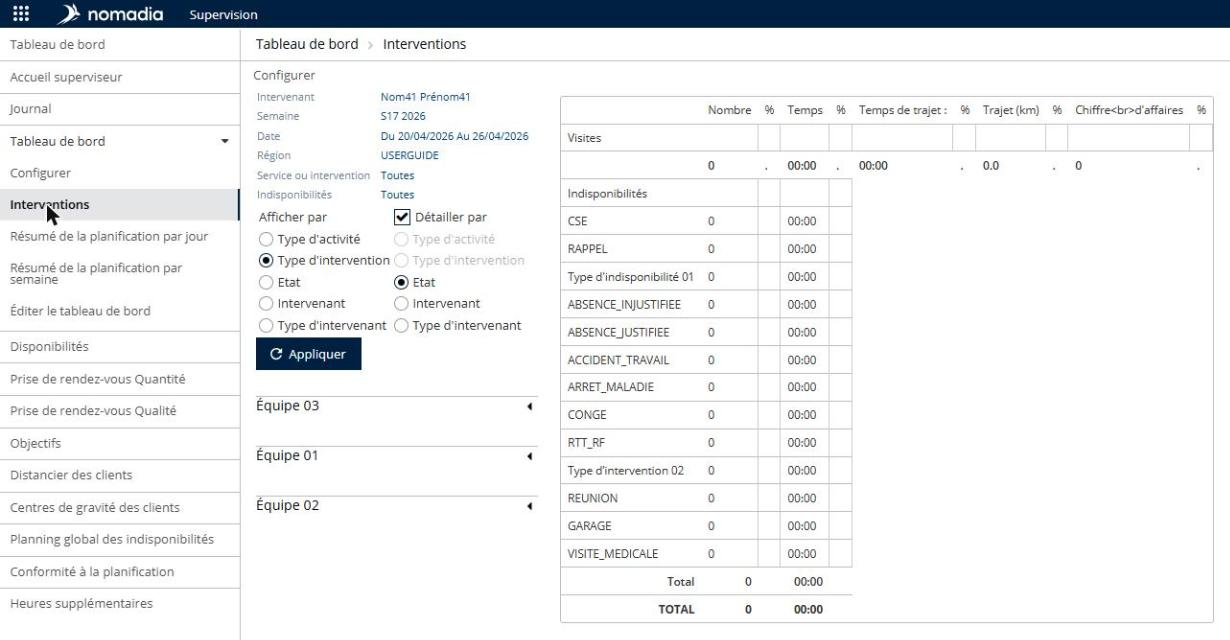 nomadia Supervision
Tableau de bord
Accueil superviseur
Journal
Tableau de bord
Configurer
Interventions
Résumé de la planification par jour
Résumé de la planification par
semaine
Éditer le tableau de bord
Disponibilités
Prise de rendez-vous Quantité
Prise de rendez-vous Qualité
Objectifs
Distancier des clients
Centres de gravité des clients
Planning global des indisponibilités
Conformité à la planification
Heures supplémentaires
Tableau de bord > Interventions
Configurer
Intervenant Nom41 Prénom41
Semaine S17 2026
Date Du 20/04/2026 Au 26/04/2026
Région USERGUIDE
Service ou intervention Toutes
Indisponibilités Toutes
Afficher par Détailler par
Type d'activité Type d'activité
Type d'intervention Type d'intervention
Etat Etat
Intervenant Intervenant
Type d'intervenant Type d'intervenant
Appliquer
Équipe 03
Équipe 01
Équipe 02
Nombre % Temps % Temps de trajet : % Trajet (km) % Chiffre<br>d'affaires %
Visites
0 . 00:00 . 00:00 . 0.0 . 0 .
Indisponibilités
CSE 0 00:00
RAPPEL 0 00:00
Type d'indisponibilité 01 0 00:00
ABSENCE_INJUSTIFIEE 0 00:00
ABSENCE_JUSTIFIEE 0 00:00
ACCIDENT_TRAVAIL 0 00:00
ARRET_MALADIE 0 00:00
CONGE 0 00:00
RTT_RF 0 00:00
Type d'intervention 02 0 00:00
REUNION 0 00:00
GARAGE 0 00:00
VISITE_MEDICALE 0 00:00
Total 0 00:00
TOTAL 0 00:00